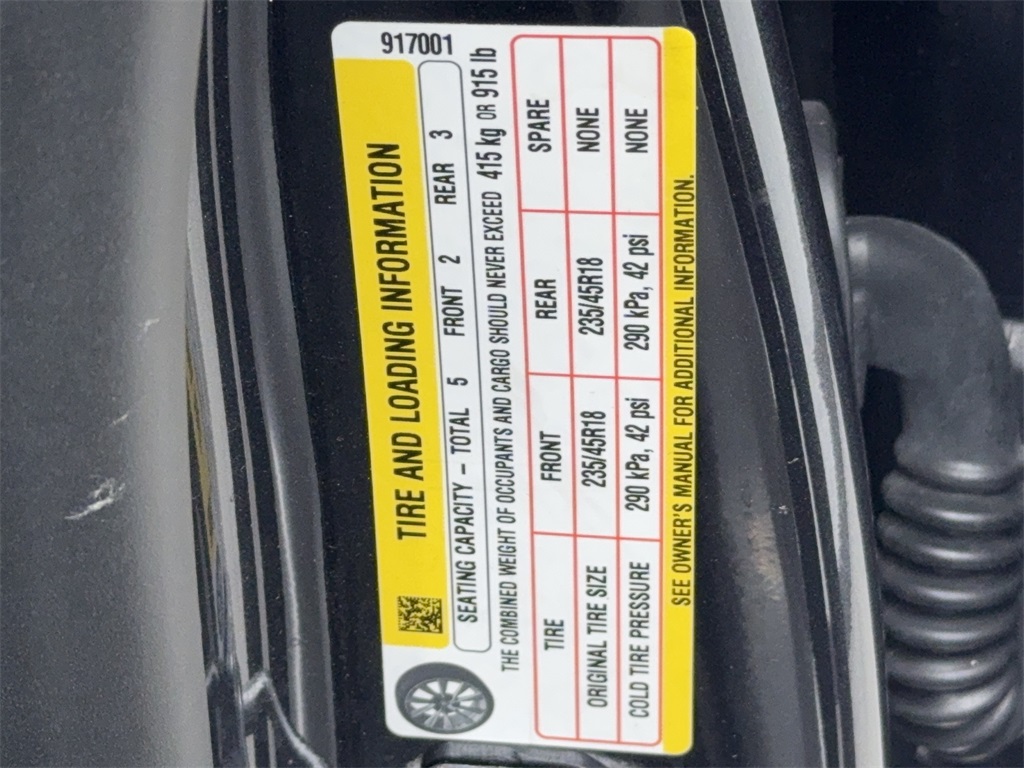 917001
TIRE AND LOADING INFORMATION
SEATING CAPACITY – TOTAL 5 FRONT 2 REAR 3
THE COMBINED WEIGHT OF OCCUPANTS AND CARGO SHOULD NEVER EXCEED 415 kg OR 915 lb
TIRE FRONT REAR SPARE
ORIGINAL TIRE SIZE 235/45R18 235/45R18 NONE
COLD TIRE PRESSURE 290 kPa, 42 psi 290 kPa, 42 psi NONE
SEE OWNER'S MANUAL FOR ADDITIONAL INFORMATION.